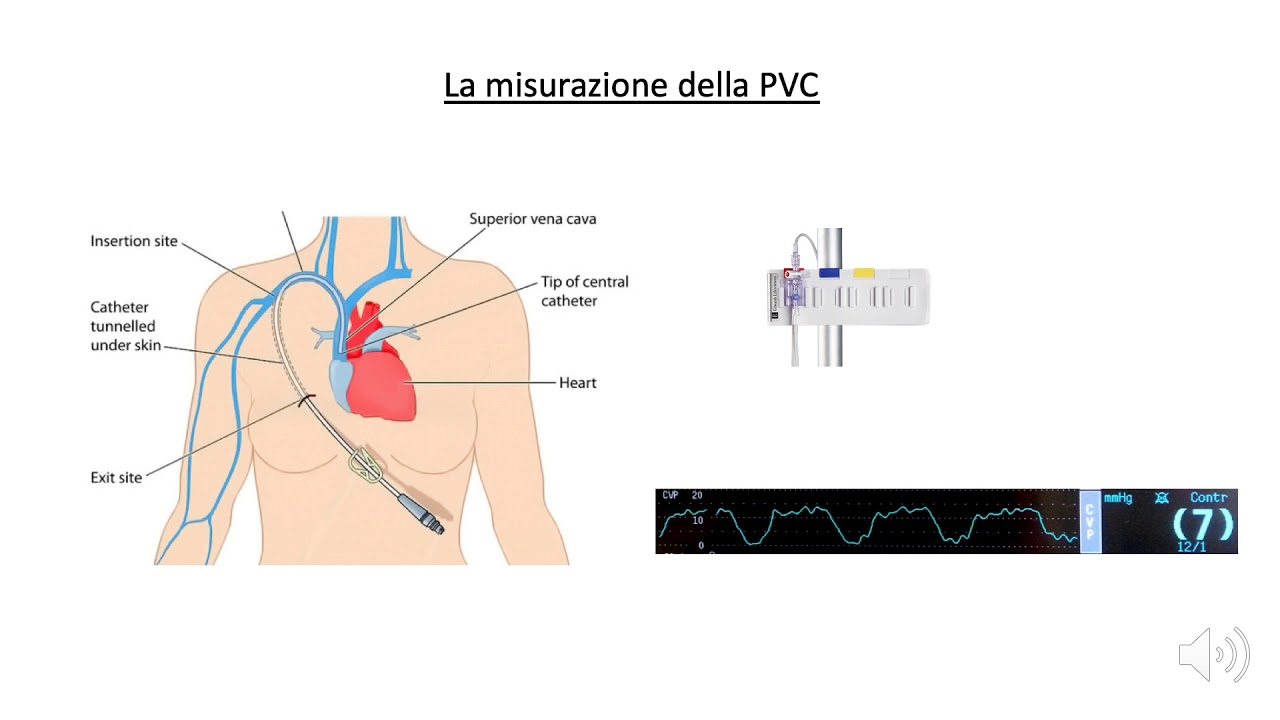 La misurazione della PVC
Superior vena cava
Insertion site
Tip of central
catheter
Catheter
tunnelled
under skin
Heart
Exit site
CVP 20
10
0
CVP
mmHg
Contr
(7)
12/1